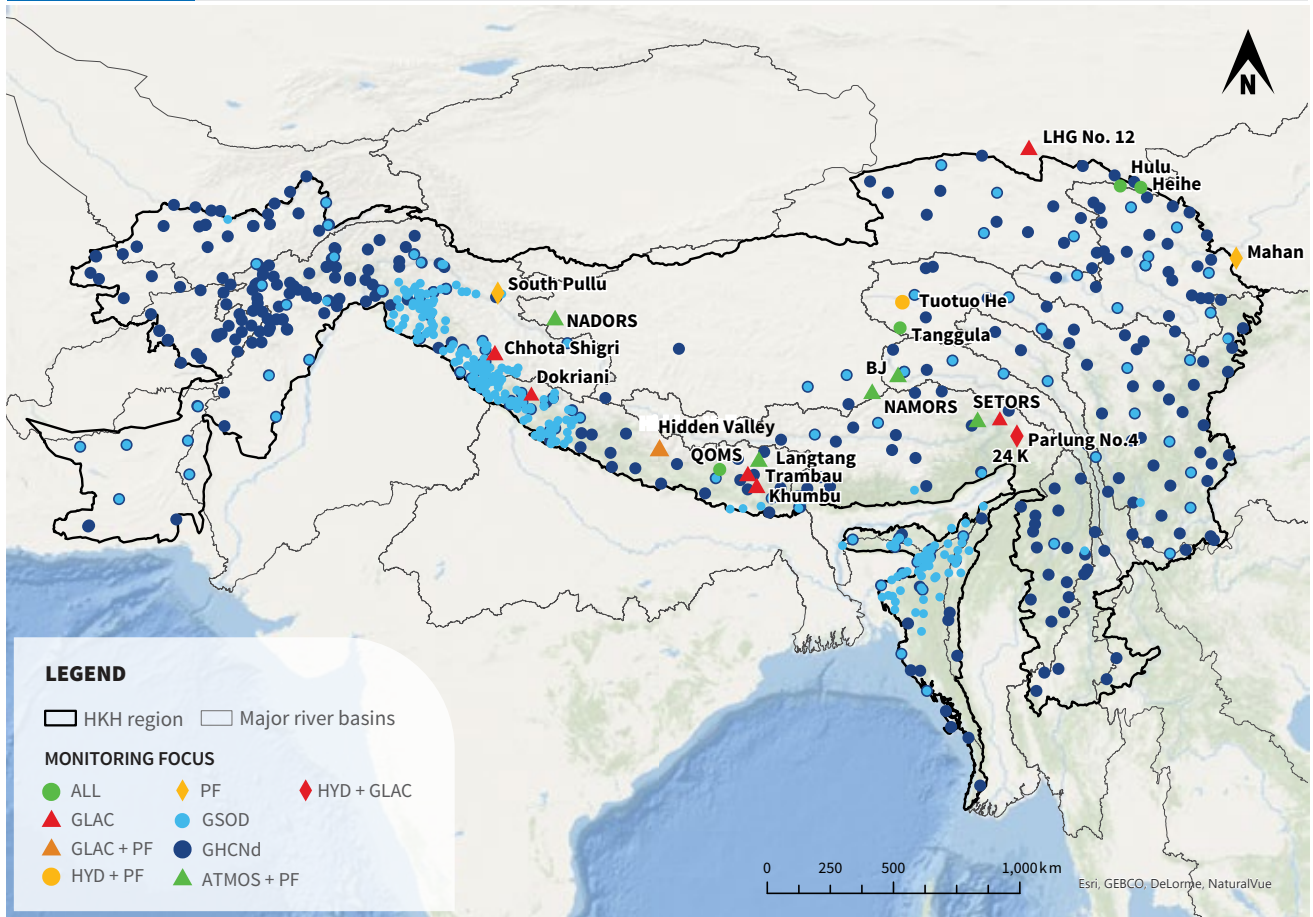 N
LHG No. 12
Hulu
Heihe
Mahan
South Pullu
Tuotuo He
NADORS
Tanggula
Chhota Shigri
BJ
Dokriani
NAMORS
SETORS
Hidden Valley
Parlung No.4
QOMS
Langtang
24 K
Trambau
Khumbu
LEGEND
HKH region
Major river basins
MONITORING FOCUS
ALL
PF
HYD + GLAC
GLAC
GSOD
GLAC + PF
GHCNd
HYD + PF
ATMOS + PF
0 250 500 1,000 km
Esri, GEBCO, DeLorme, NaturalVue